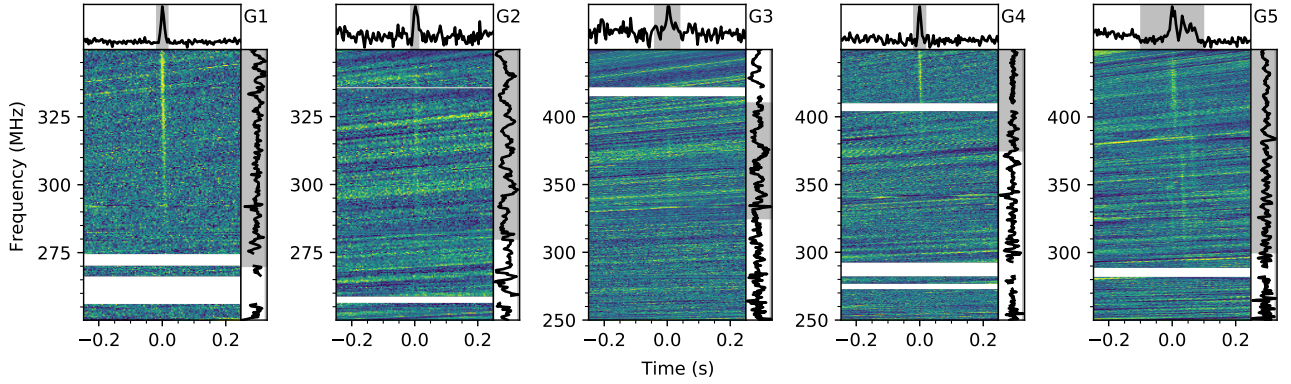 G1 G2 G3 G4 G5
Frequency (MHz)
325 300 275
325 300 275
450 400 350 300 250
400 350 300 250
400 350 300 250
−0.2 0.0 0.2 −0.2 0.0 0.2 −0.2 0.0 0.2 −0.2 0.0 0.2 −0.2 0.0 0.2
Time (s)